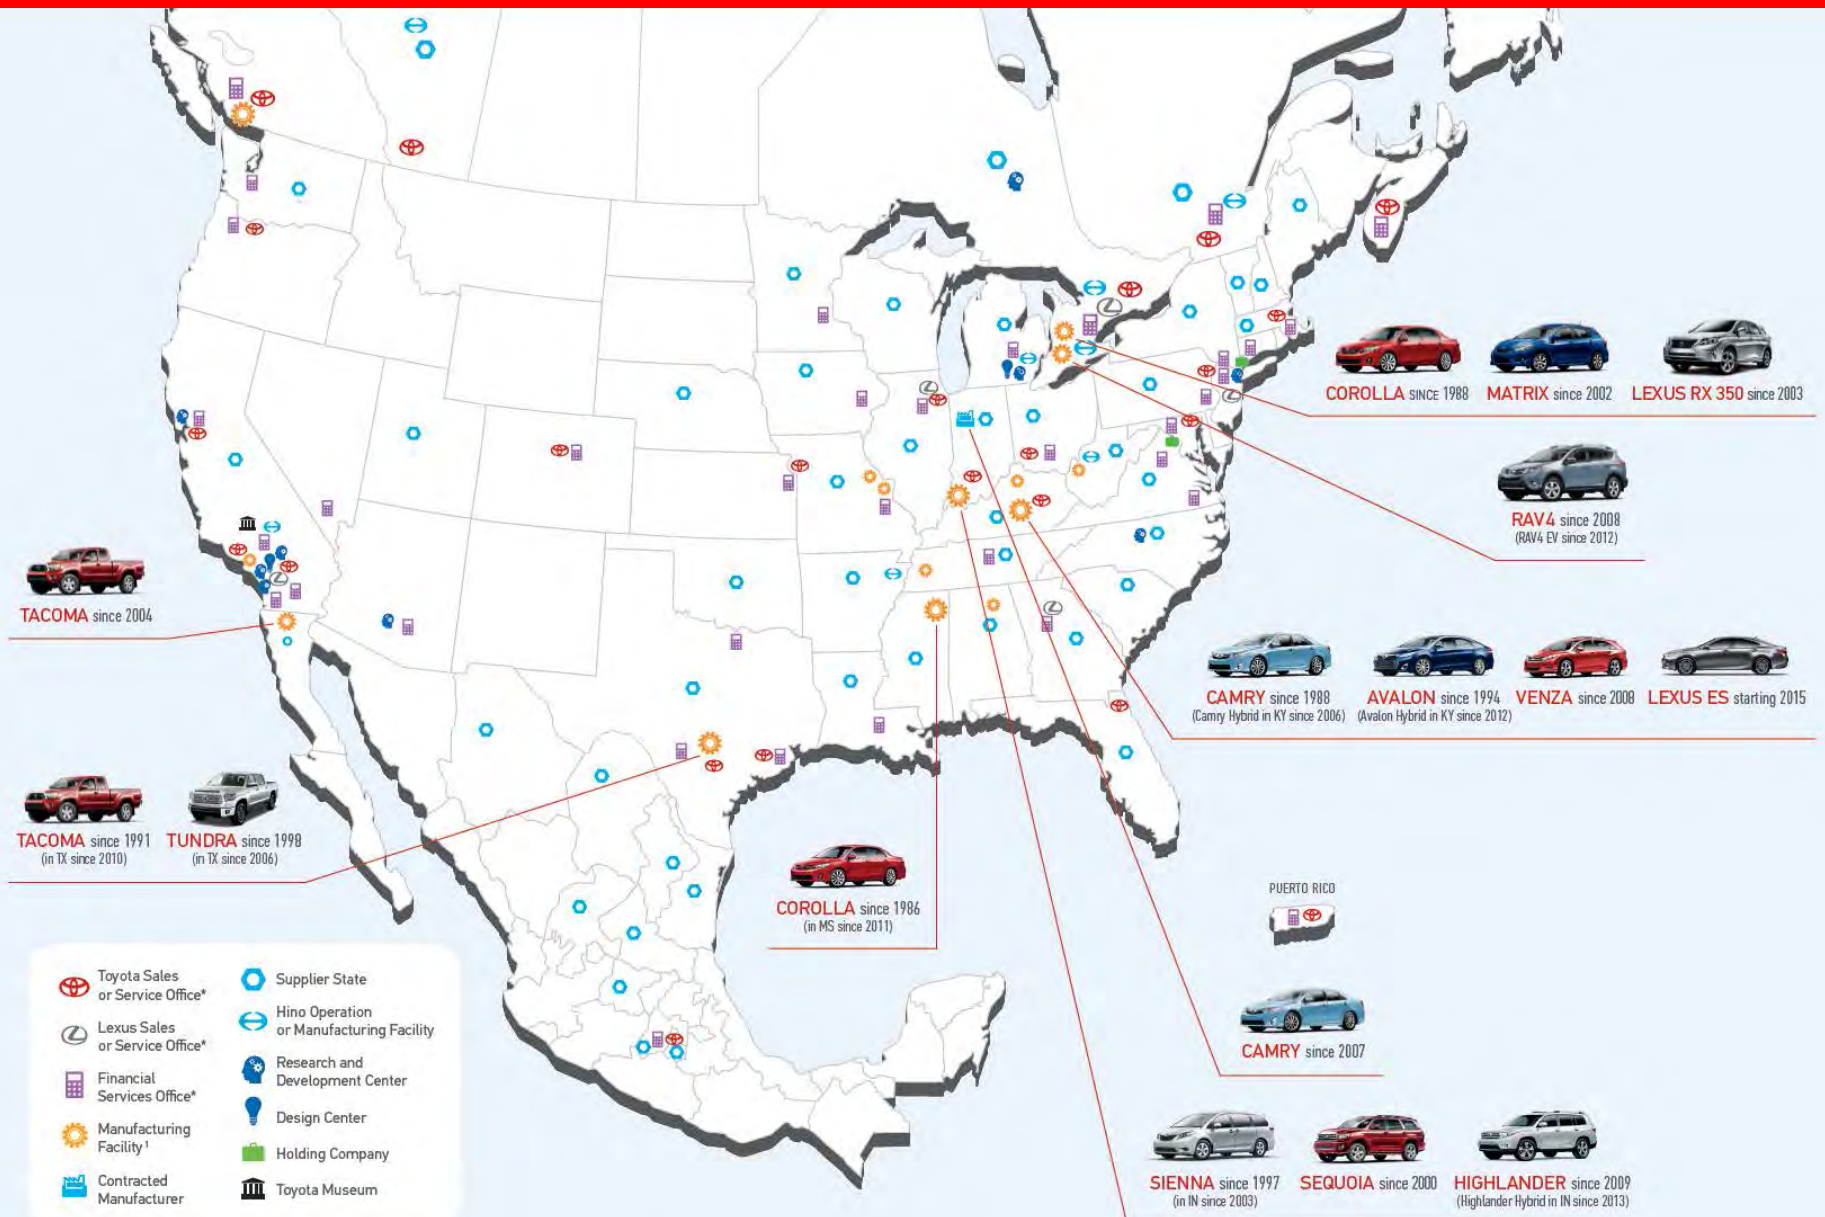 COROLLA SINCE 1988
MATRIX since 2002
LEXUS RX 350 since 2003
RAV4 since 2008
(RAV4 EV since 2012)
TACOMA since 2004
CAMRY since 1988
(Camry Hybrid in KY since 2006)
AVALON since 1994
(Avalon Hybrid in KY since 2012)
VENZA since 2008
LEXUS ES starting 2015
TACOMA since 1991
(in TX since 2010)
TUNDRA since 1998
(in TX since 2006)
COROLLA since 1986
(in MS since 2011)
PUERTO RICO
CAMRY since 2007
SIENNA since 1997
(in IN since 2003)
SEQUOIA since 2000
HIGHLANDER since 2009
(Highlander Hybrid in IN since 2013)
Toyota Sales
or Service Office*
Lexus Sales
or Service Office*
Financial
Services Office*
Manufacturing
Facility¹
Contracted
Manufacturer
Supplier State
Hino Operation
or Manufacturing Facility
Research and
Development Center
Design Center
Holding Company
Toyota Museum